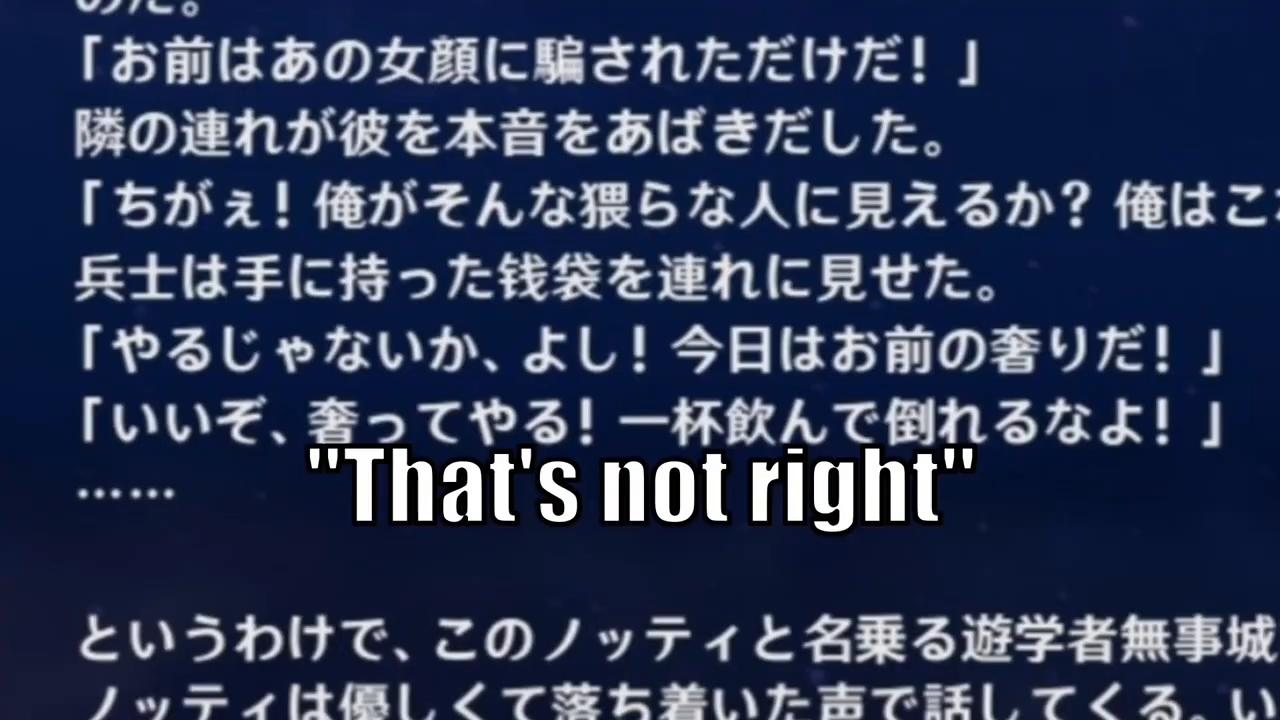 のだ。
「お前はあの女顔に騙されただけだ！」
隣の連れが彼を本音をあばきだした。
「ちがぇ！俺がそんな猥らな人に見えるか？俺はこ
兵士は手に持った钱袋を連れに見せた。
「やるじゃないか、よし！今日はお前の奢りだ！」
「いいぞ、奢ってやる！一杯飲んで倒れるなよ！」
"That's not right"
……
というわけで、このノッティと名乗る遊学者無事城
ノッティは優しくて落ち着いた声で話してくる。い